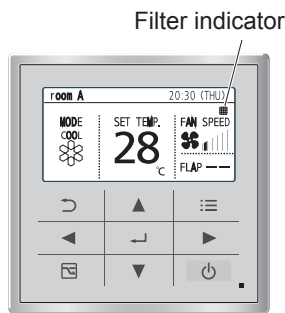 Filter indicator
room A 20:30 (THU)
MODE SET TEMP. FAN SPEED
COOL
28°C
FLAP -- --